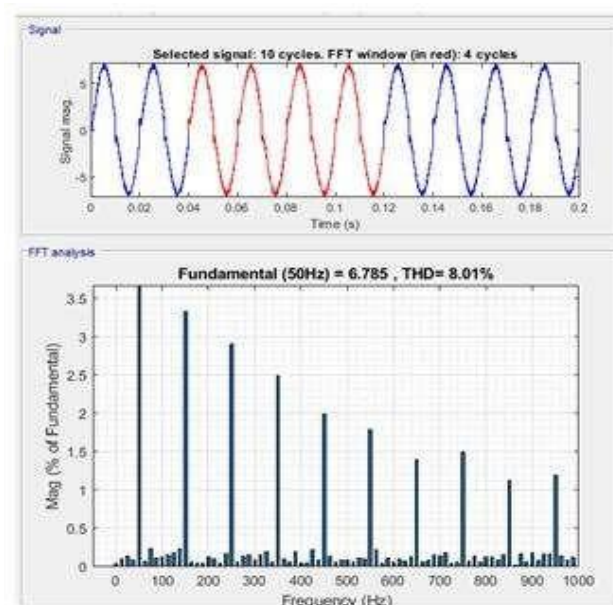 Signal
Selected signal: 10 cycles. FFT window (in red): 4 cycles
Signal mag.
5
0
-5
0 0.02 0.04 0.06 0.08 0.1 0.12 0.14 0.16 0.18 0.2
Time (s)
FFT analysis
Fundamental (50Hz) = 6.785 , THD= 8.01%
Mag (% of Fundamental)
3.5
3
2.5
2
1.5
1
0.5
0
0 100 200 300 400 500 600 700 800 900 1000
Frequency (Hz)